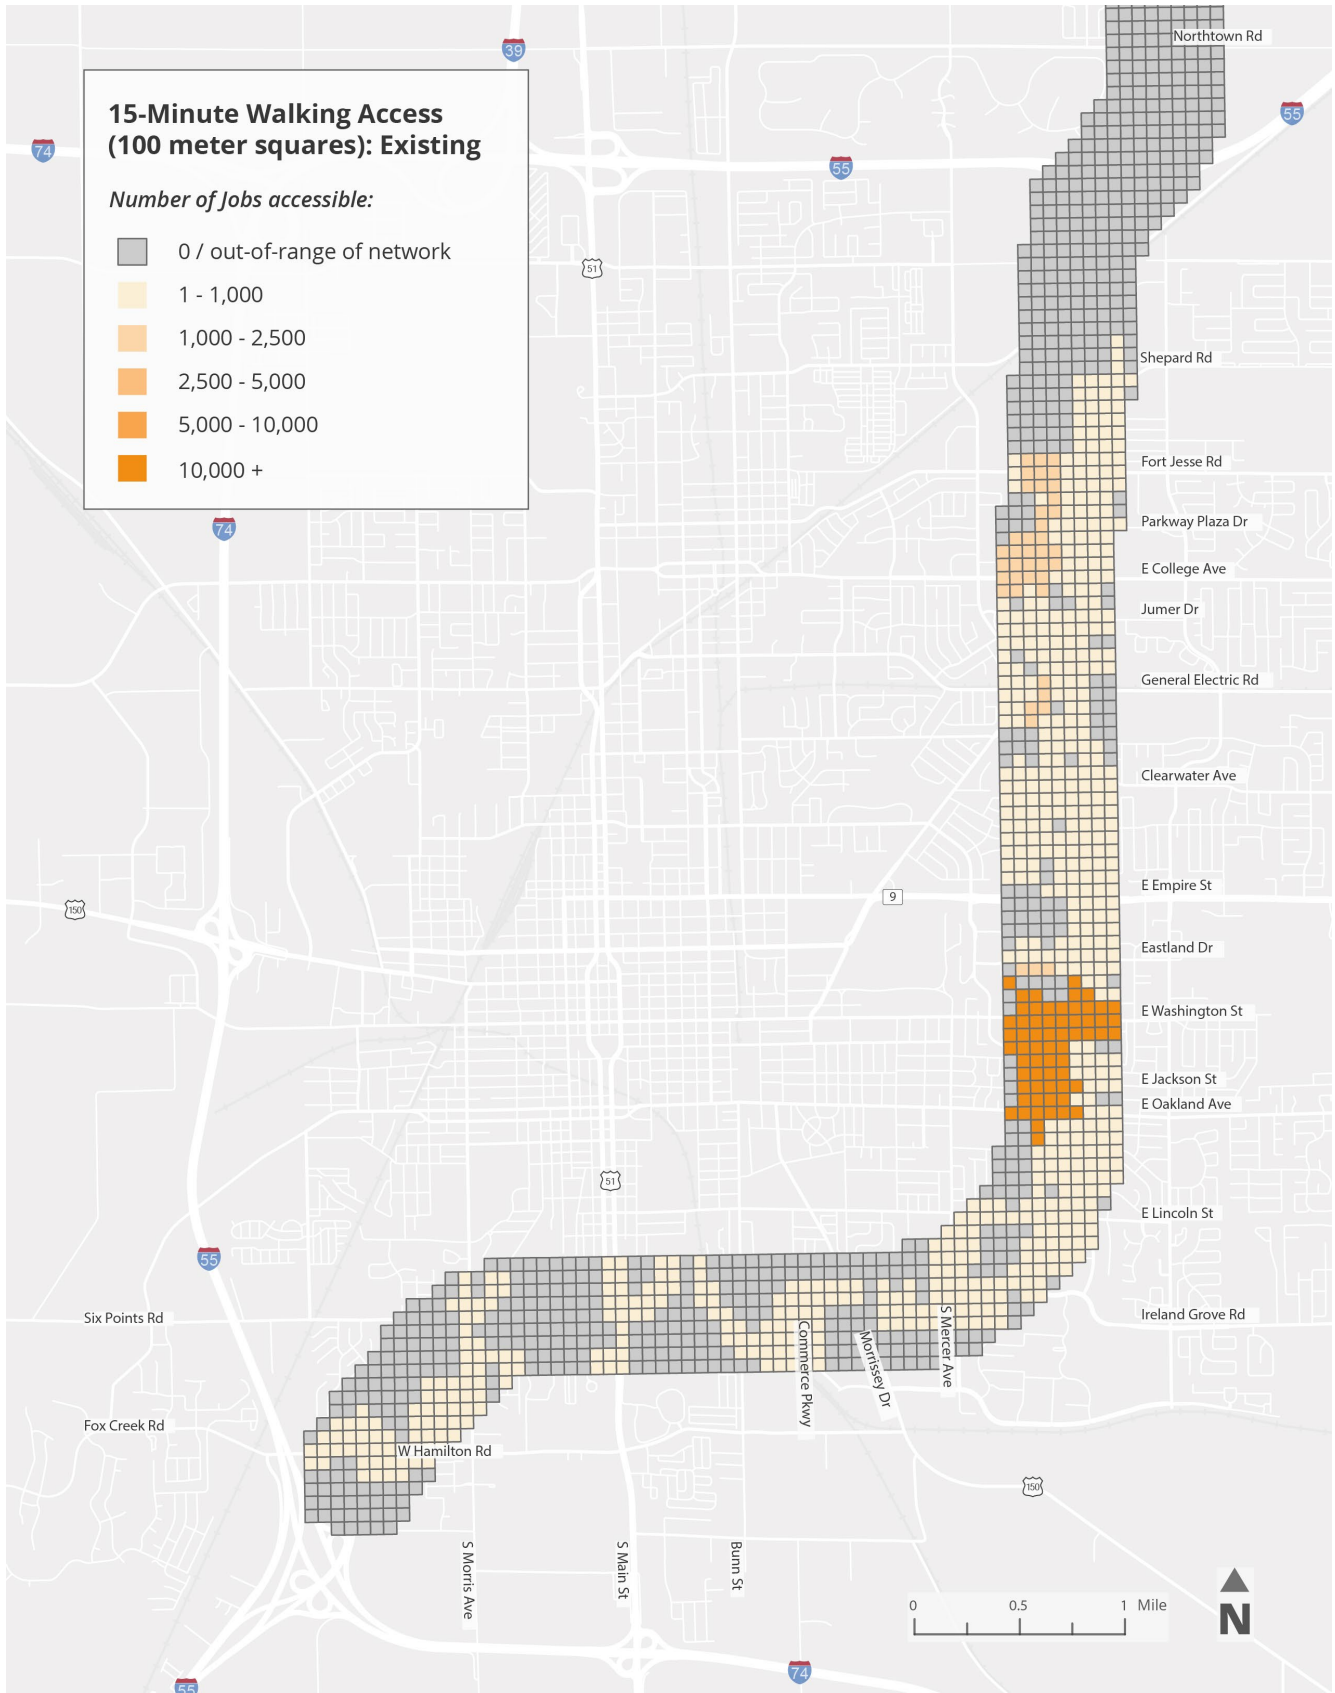 Northtown Rd
39
55
15-Minute Walking Access
(100 meter squares): Existing
74
55
Number of Jobs accessible:
0 / out-of-range of network
51
1 - 1,000
1,000 - 2,500
Shepard Rd
2,500 - 5,000
5,000 - 10,000
Fort Jesse Rd
10,000 +
Parkway Plaza Dr
74
E College Ave
Jumer Dr
General Electric Rd
Clearwater Ave
E Empire St
9
150
Eastland Dr
E Washington St
E Jackson St
E Oakland Ave
51
E Lincoln St
55
Six Points Rd
Ireland Grove Rd
S Mercer Ave
Commerce Pkwy
Morrissey Dr
Fox Creek Rd
W Hamilton Rd
150
S Morris Ave
S Main St
Bunn St
0 0.5 1 Mile
N
74
55